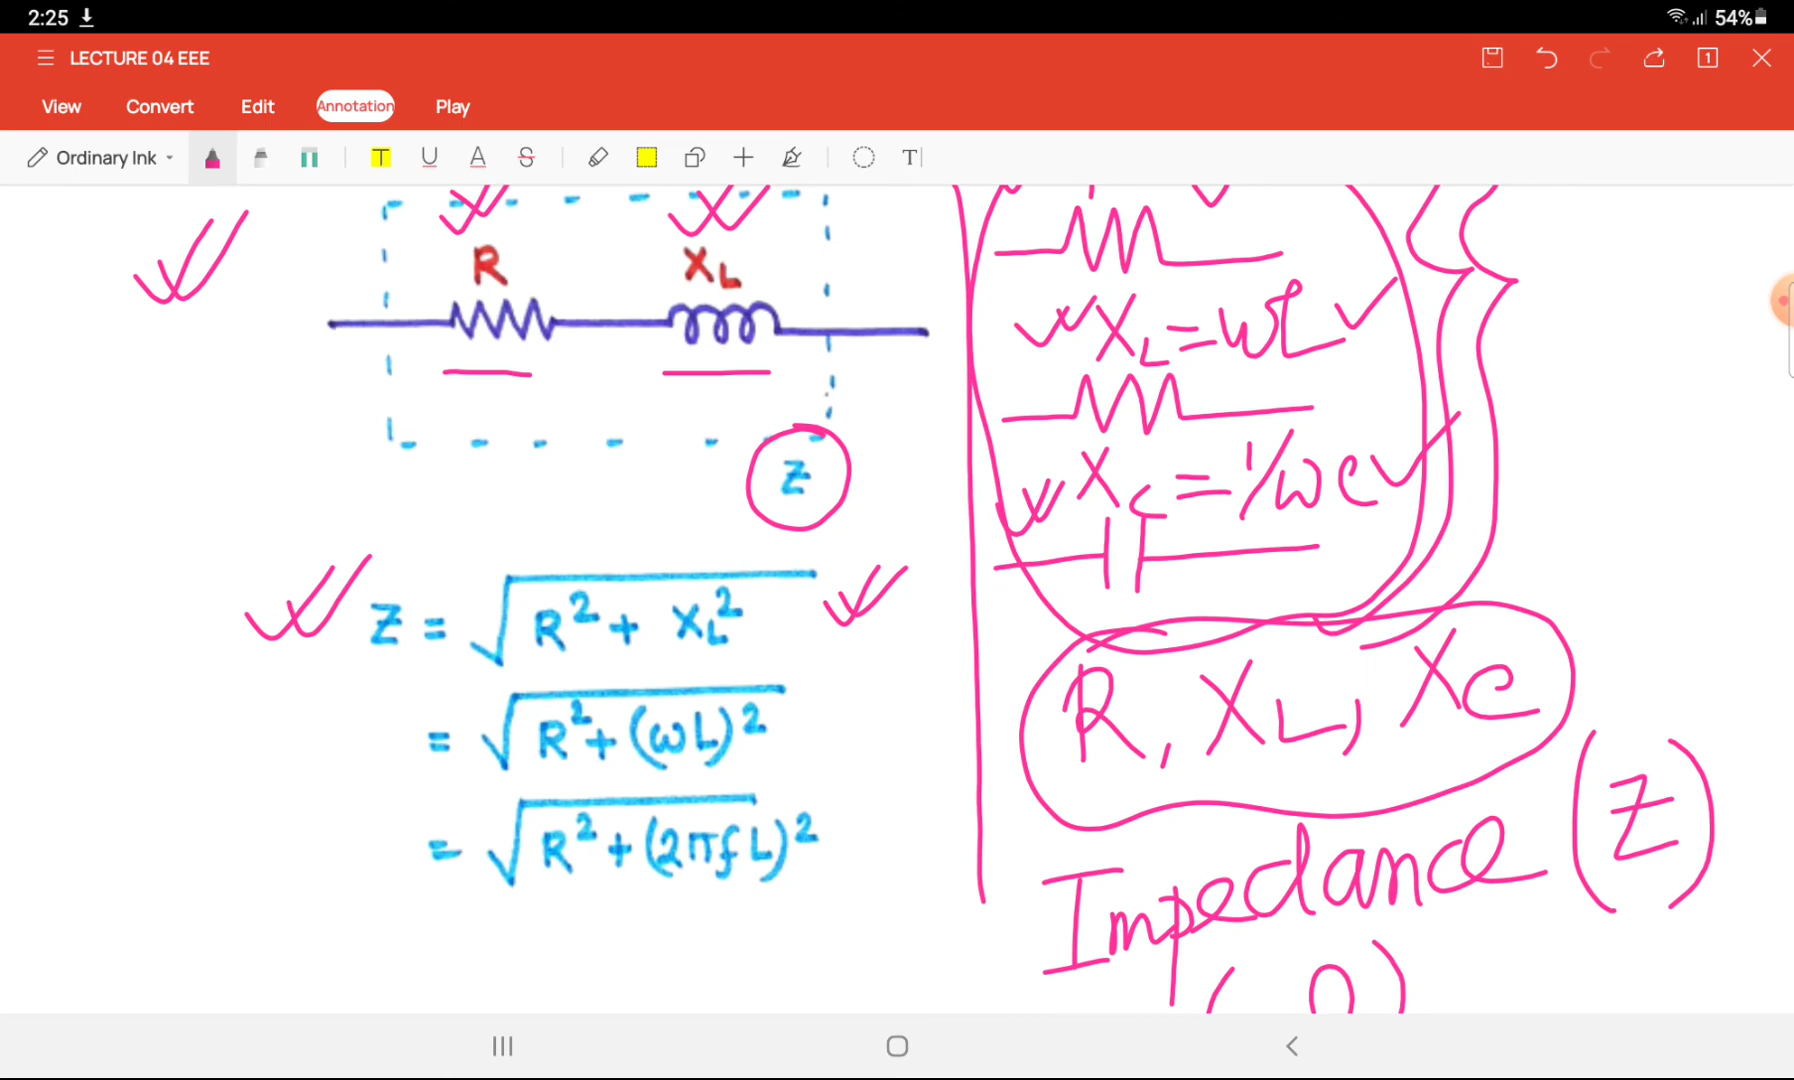 2:25 54%
LECTURE 04 EEE 1
View Convert Edit Annotation Play
Ordinary Ink T U A S T
R XL
Z
Z = √R² + XL²
= √R² + (ωL)²
= √R² + (2πfL)²
XL = ωL
Xc = 1/ωc
R, XL, Xc
Impedance (Z)